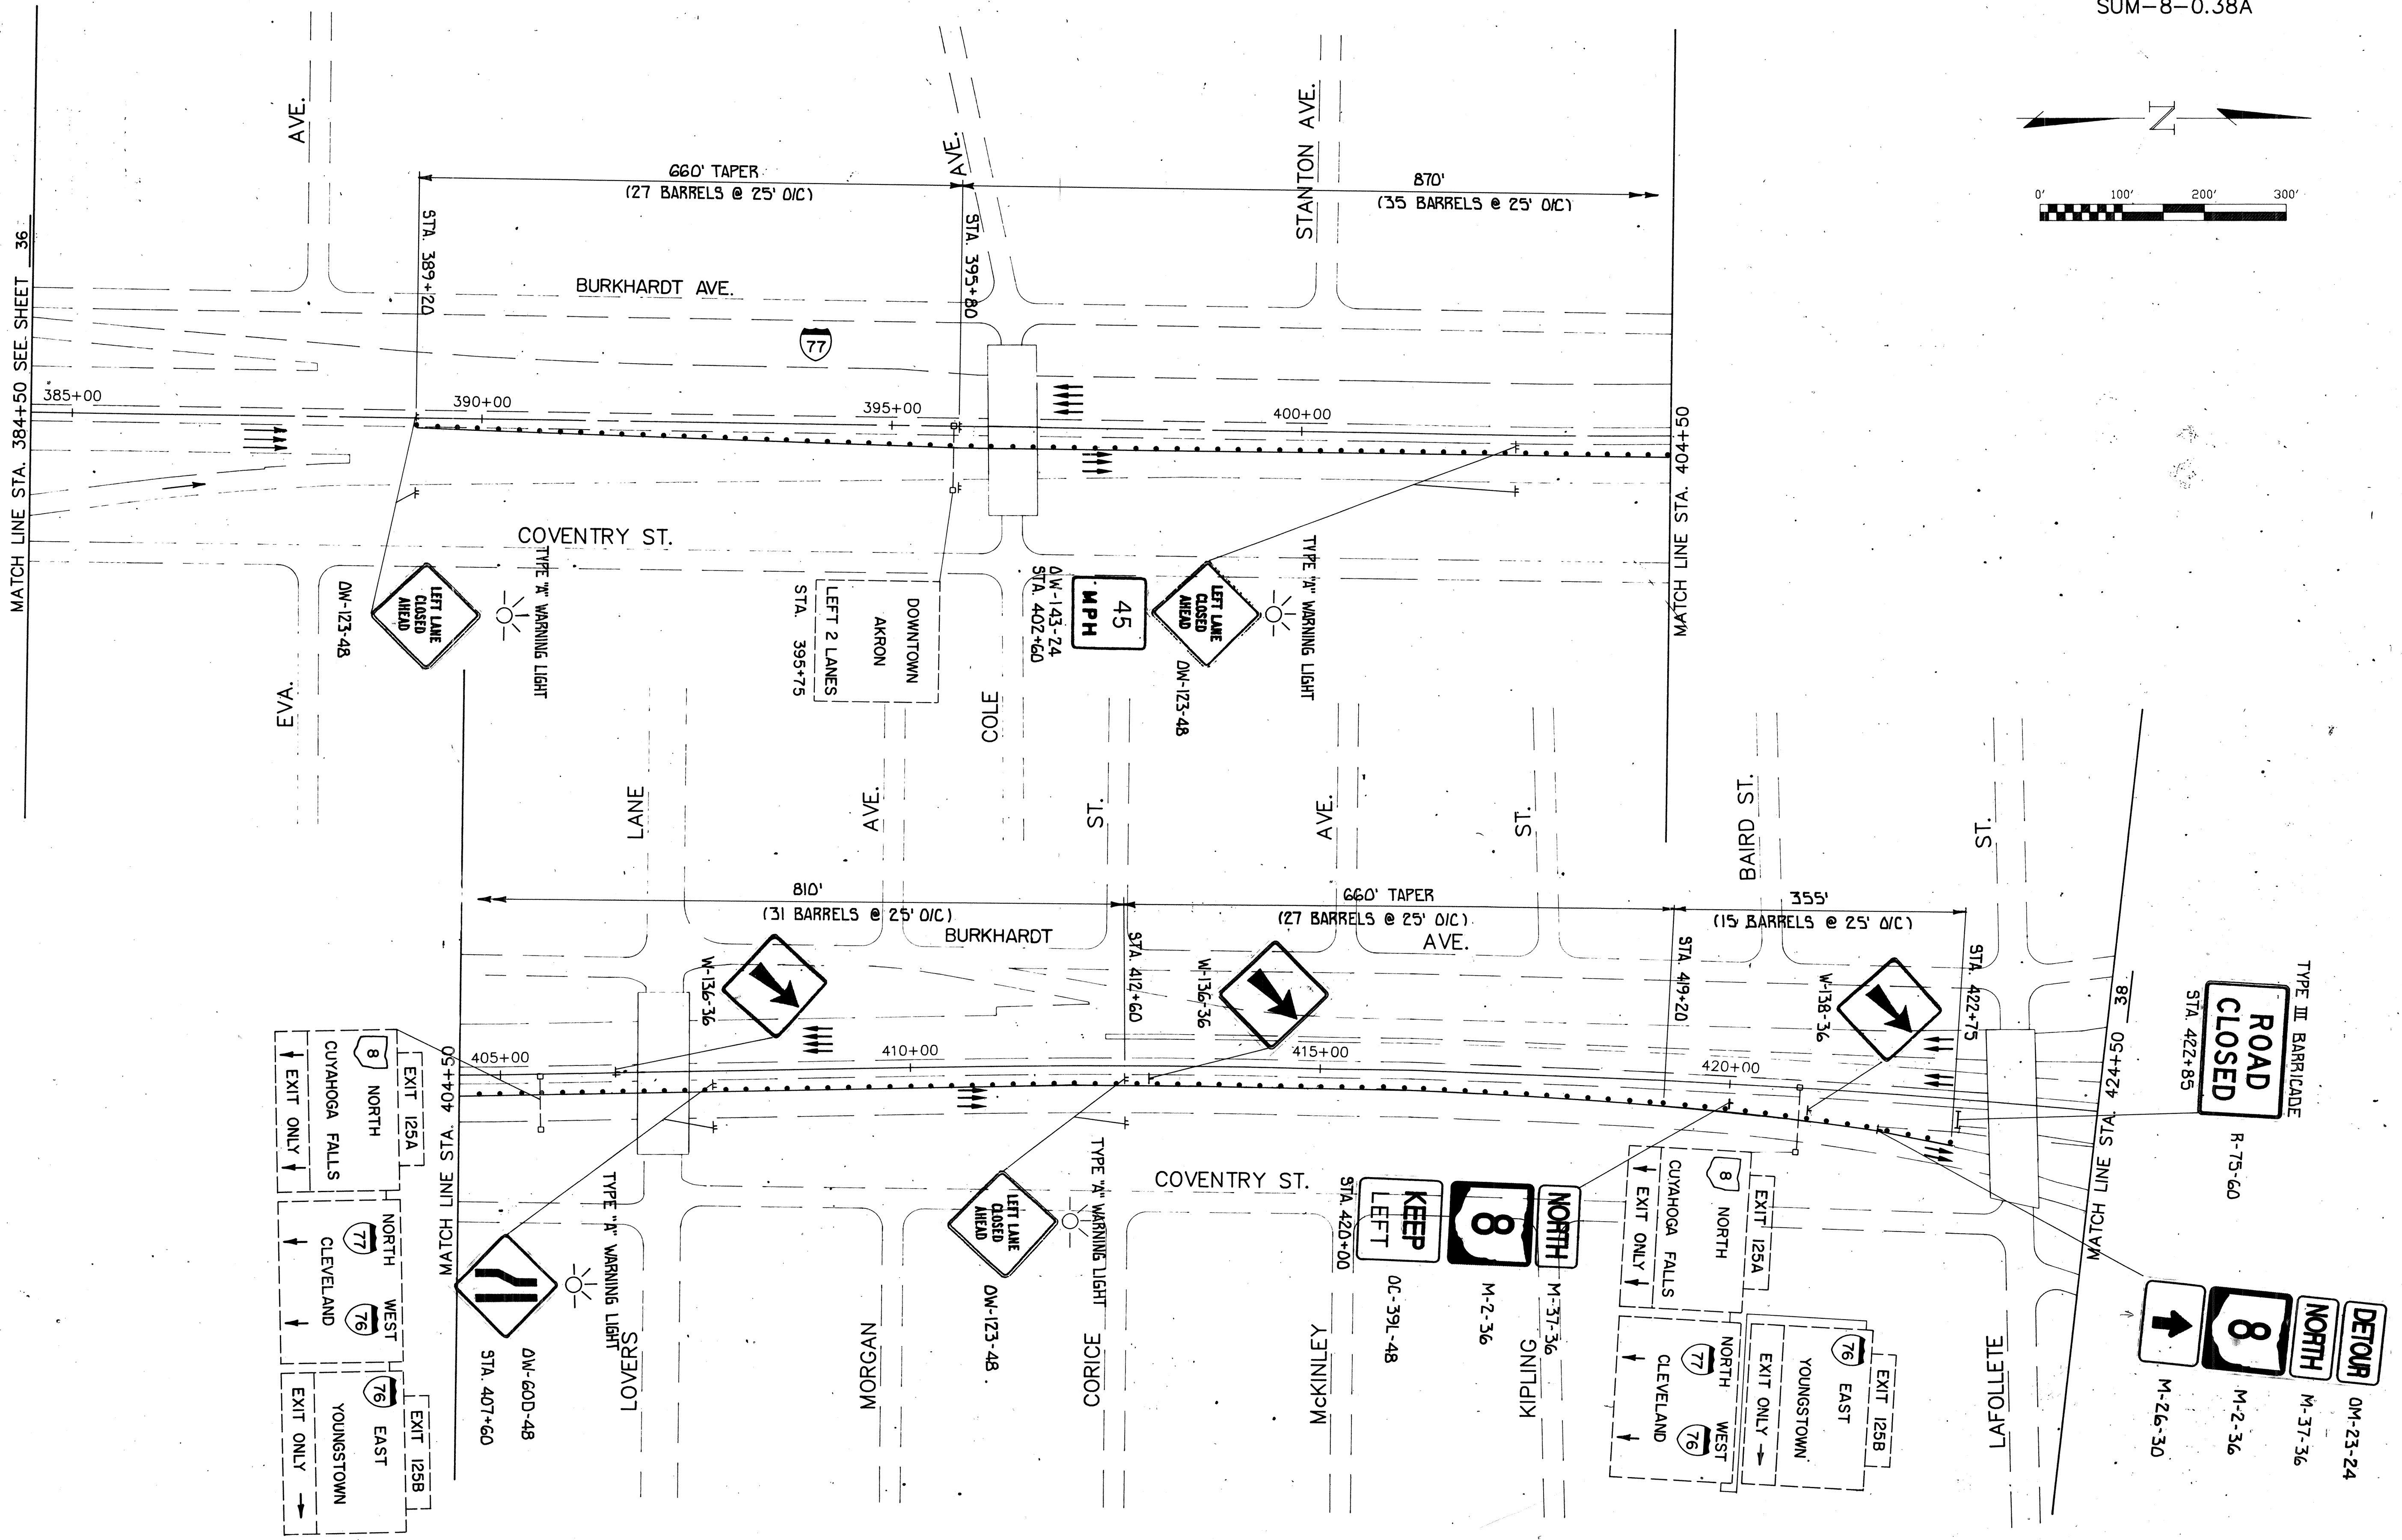 SUM-8-0.38A
N
0' 100' 200' 300'
MATCH LINE STA. 384+50 SEE SHEET 36
AVE.
EVA.
660' TAPER
(27 BARRELS @ 25' O/C)
870'
(35 BARRELS @ 25' O/C)
STA. 389+20
STA. 395+80
AVE.
COLE
STANTON AVE.
BURKHARDT AVE.
77
385+00
390+00
395+00
400+00
MATCH LINE STA. 404+50
COVENTRY ST.
LEFT LANE
CLOSED
AHEAD
OW-123-48
TYPE "A" WARNING LIGHT
DOWNTOWN
AKRON
LEFT 2 LANES
STA. 395+75
45
MPH
OW-143-24
STA. 402+60
LEFT LANE
CLOSED
AHEAD
OW-123-48
TYPE "A" WARNING LIGHT
LANE
LOVERS
AVE.
MORGAN
ST.
CORICE
AVE.
McKINLEY
ST.
KIPLING
BAIRD ST.
ST.
LAFOLLETE
810'
(31 BARRELS @ 25' O/C)
660' TAPER
(27 BARRELS @ 25' O/C)
355'
(15 BARRELS @ 25' O/C)
BURKHARDT
AVE.
STA. 412+60
STA. 419+20
STA. 422+75
W-136-36
W-136-36
W-138-36
MATCH LINE STA. 404+50
405+00
410+00
415+00
420+00
MATCH LINE STA. 424+50 38
TYPE III BARRICADE
ROAD
CLOSED
STA. 422+85
R-75-60
EXIT 125A
8 NORTH
CUYAHOGA FALLS
EXIT ONLY
NORTH WEST
77 76
CLEVELAND
EXIT 125B
76 EAST
YOUNGSTOWN
EXIT ONLY
OW-60D-48
STA. 407+60
TYPE "A" WARNING LIGHT
LEFT LANE
CLOSED
AHEAD
OW-123-48
TYPE "A" WARNING LIGHT
COVENTRY ST.
NORTH
8
KEEP
LEFT
STA. 420+00
M-37-36
M-2-36
OC-39L-48
EXIT 125A
8 NORTH
CUYAHOGA FALLS
EXIT ONLY
NORTH WEST
77 76
CLEVELAND
EXIT 125B
76 EAST
YOUNGSTOWN
EXIT ONLY
DETOUR
NORTH
8
OM-23-24
M-37-36
M-2-36
M-26-30